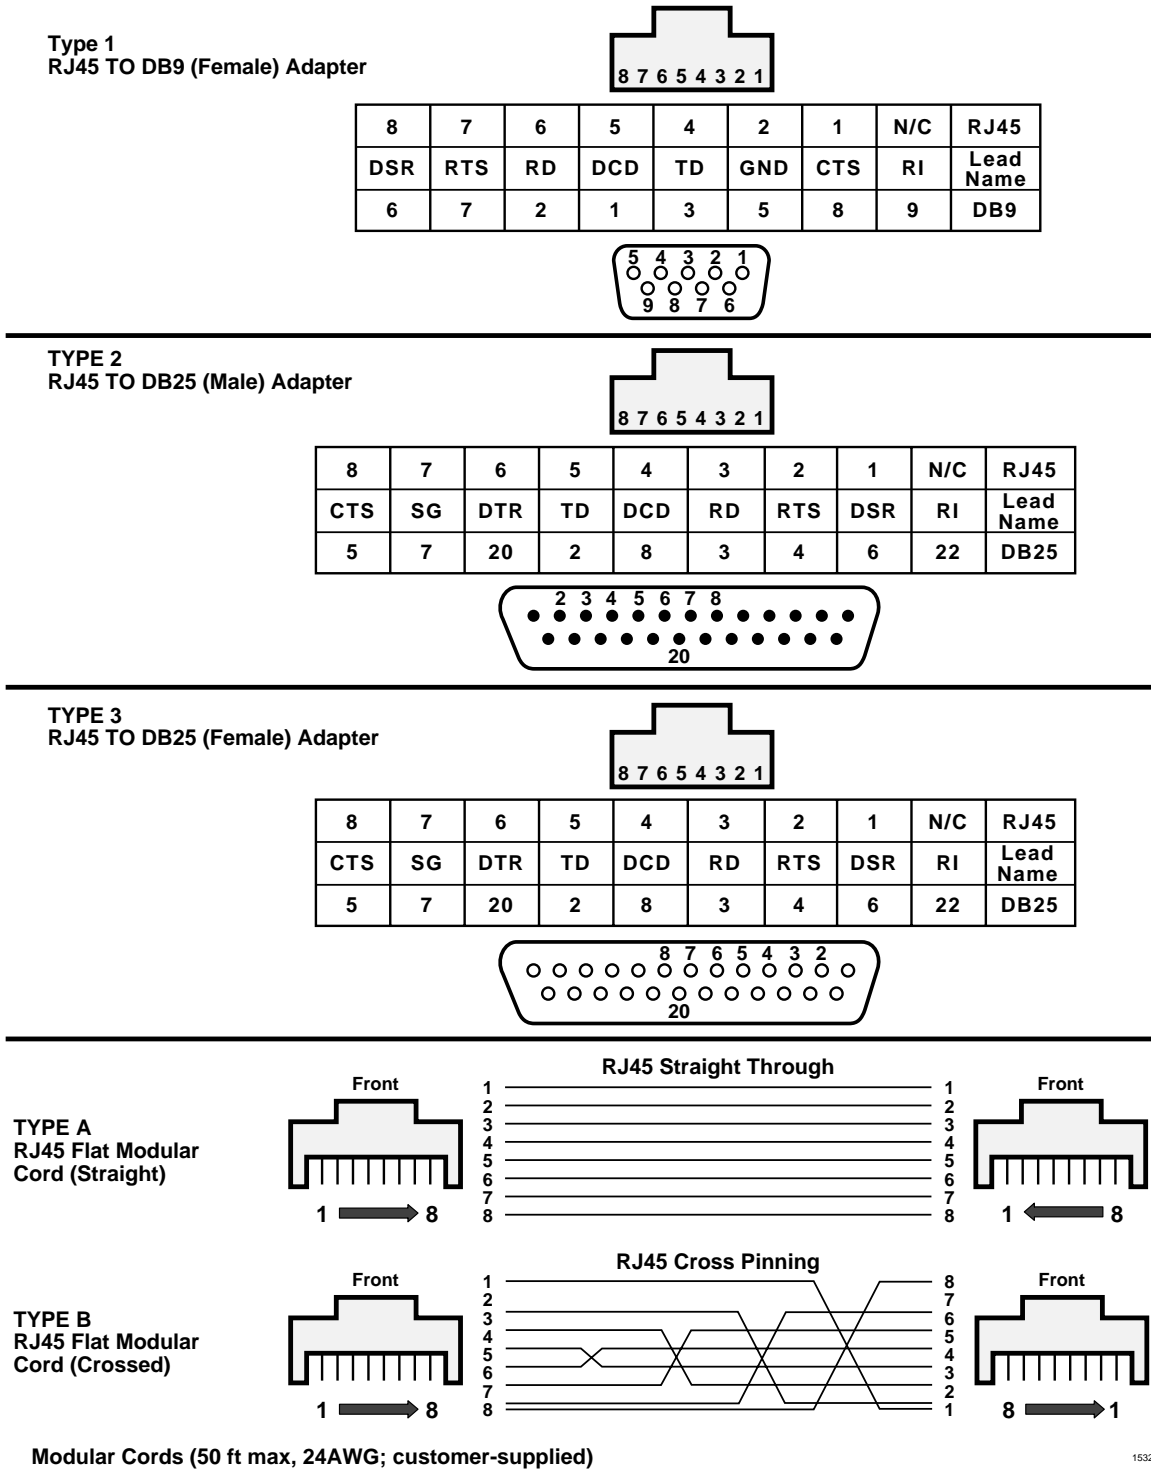 Type 1
RJ45 TO DB9 (Female) Adapter
8 7 6 5 4 3 2 1
8 7 6 5 4 2 1 N/C RJ45
DSR RTS RD DCD TD GND CTS RI Lead Name
6 7 2 1 3 5 8 9 DB9
5 4 3 2 1
9 8 7 6
TYPE 2
RJ45 TO DB25 (Male) Adapter
8 7 6 5 4 3 2 1
8 7 6 5 4 3 2 1 N/C RJ45
CTS SG DTR TD DCD RD RTS DSR RI Lead Name
5 7 20 2 8 3 4 6 22 DB25
2 3 4 5 6 7 8
20
TYPE 3
RJ45 TO DB25 (Female) Adapter
8 7 6 5 4 3 2 1
8 7 6 5 4 3 2 1 N/C RJ45
CTS SG DTR TD DCD RD RTS DSR RI Lead Name
5 7 20 2 8 3 4 6 22 DB25
8 7 6 5 4 3 2
20
RJ45 Straight Through
TYPE A
RJ45 Flat Modular
Cord (Straight)
Front
1 8
1 1
2 2
3 3
4 4
5 5
6 6
7 7
8 8
Front
1 8
RJ45 Cross Pinning
TYPE B
RJ45 Flat Modular
Cord (Crossed)
Front
1 8
1 8
2 7
3 6
4 5
5 4
6 3
7 2
8 1
Front
8 1
Modular Cords (50 ft max, 24AWG; customer-supplied)